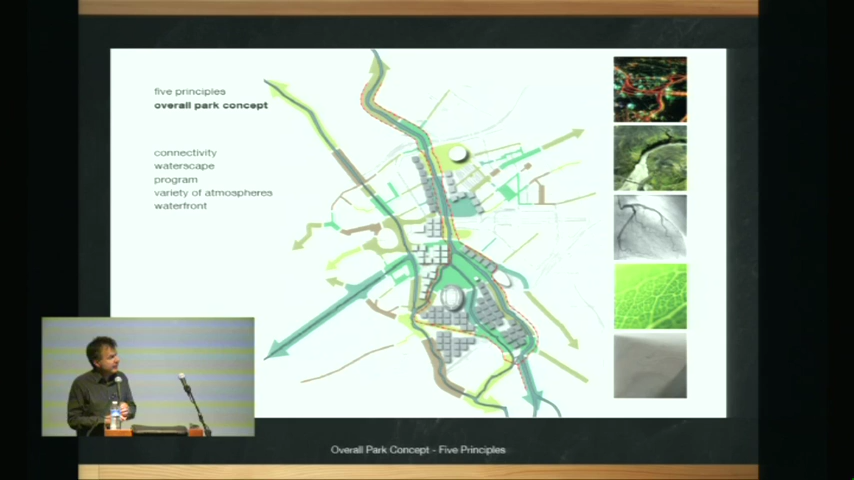 five principles
overall park concept
connectivity
waterscape
program
variety of atmospheres
waterfront
Overall Park Concept - Five Principles